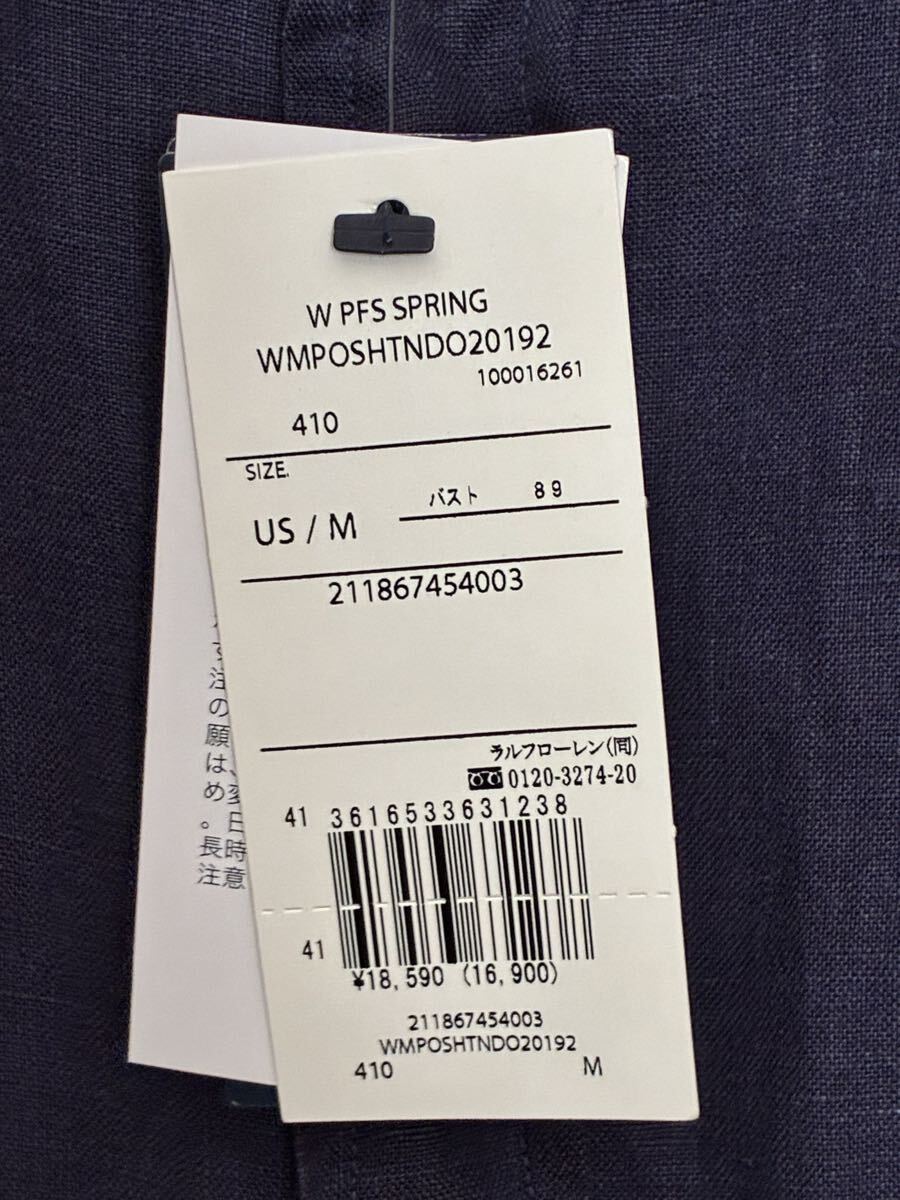 W PFS SPRING
WMPOSHTNDO20192
100016261
410
SIZE.
US / M
バスト 89
211867454003
ラルフローレン(同)
0120-3274-20
41 3616533631238
41
¥18,590 (16,900)
211867454003
WMPOSHTNDO20192
410 M
す
注
の
願
は、
め
。日
長時
注意